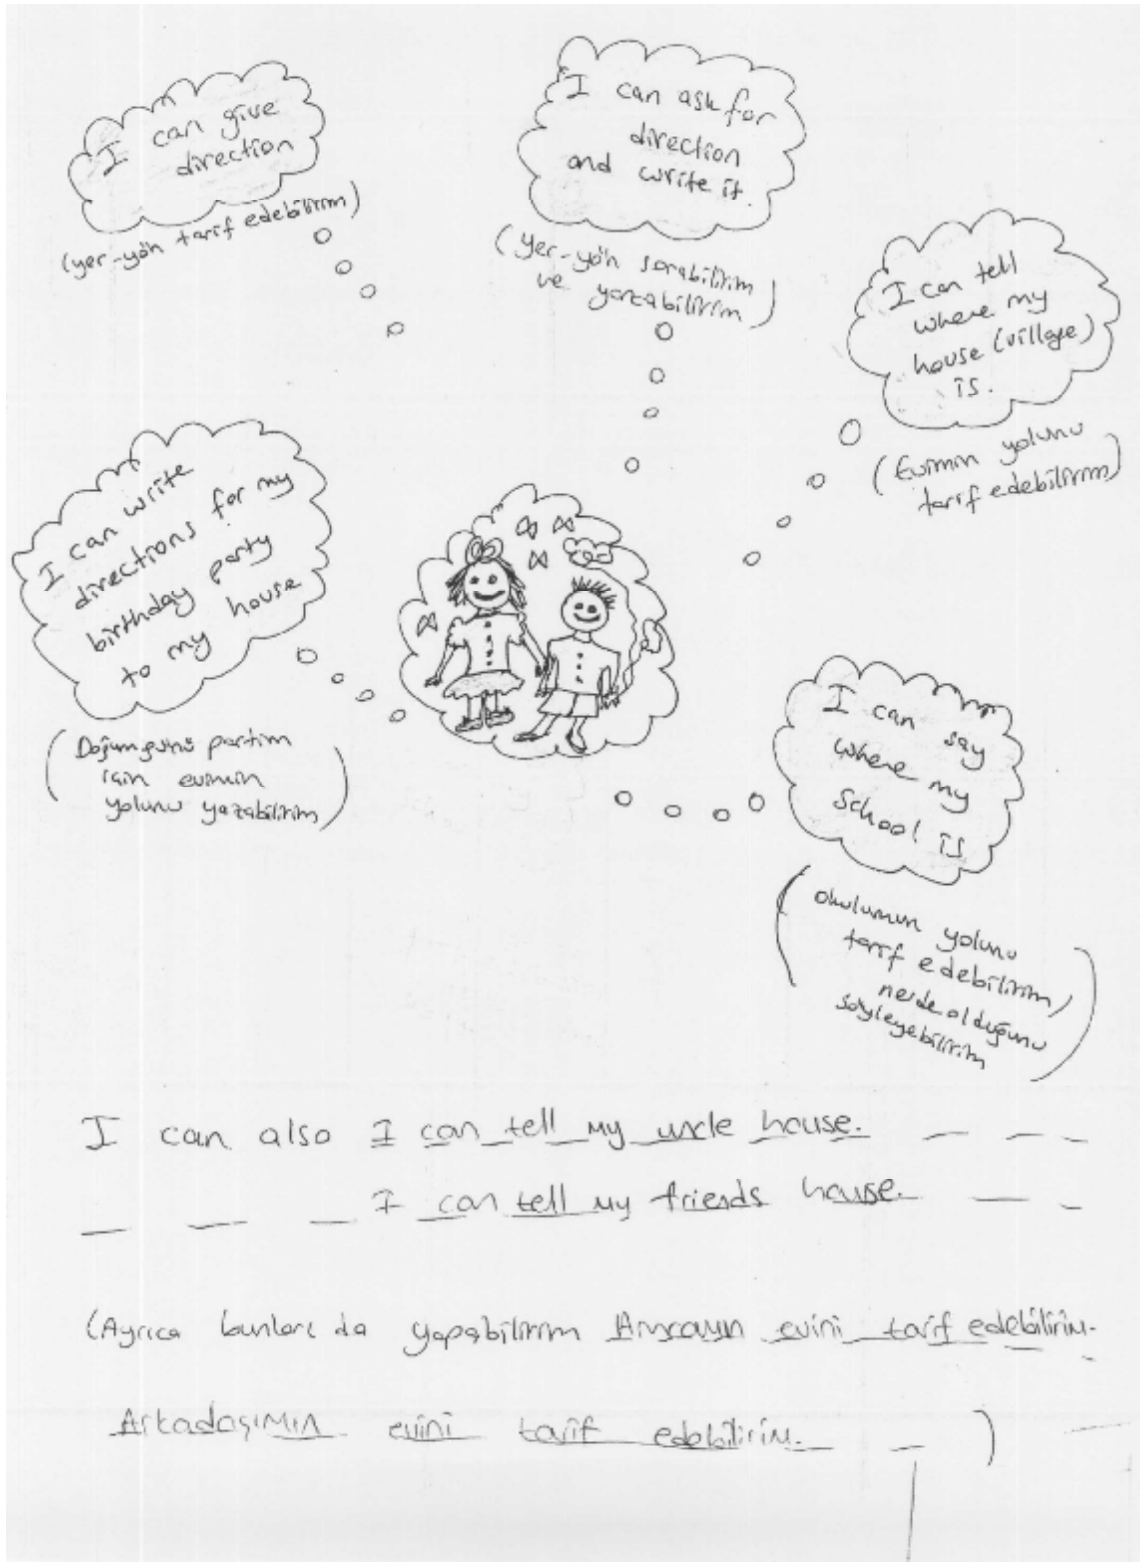 I can give
direction
(yer-yön tarif edebilirim)
I can ask for
direction
and write it.
(Yer-yön sorabilirim
ve yazabilirim)
I can tell
where my
house (village)
is.
(Evimin yolunu
tarif edebilirim)
I can write
directions for my
birthday party
to my house
(Doğumgünü partim
için evimin
yolunu yazabilirim)
I can say
where my
school is
(okulumun yolunu
tarif edebilirim,
nerde olduğunu
söyleyebilirim)
I can also I can tell my uncle house.
I can tell my friends house.
(Ayrıca bunları da yapabilirim evini tarif edebilirim.
Arkadaşımın evini tarif edebilirim.)